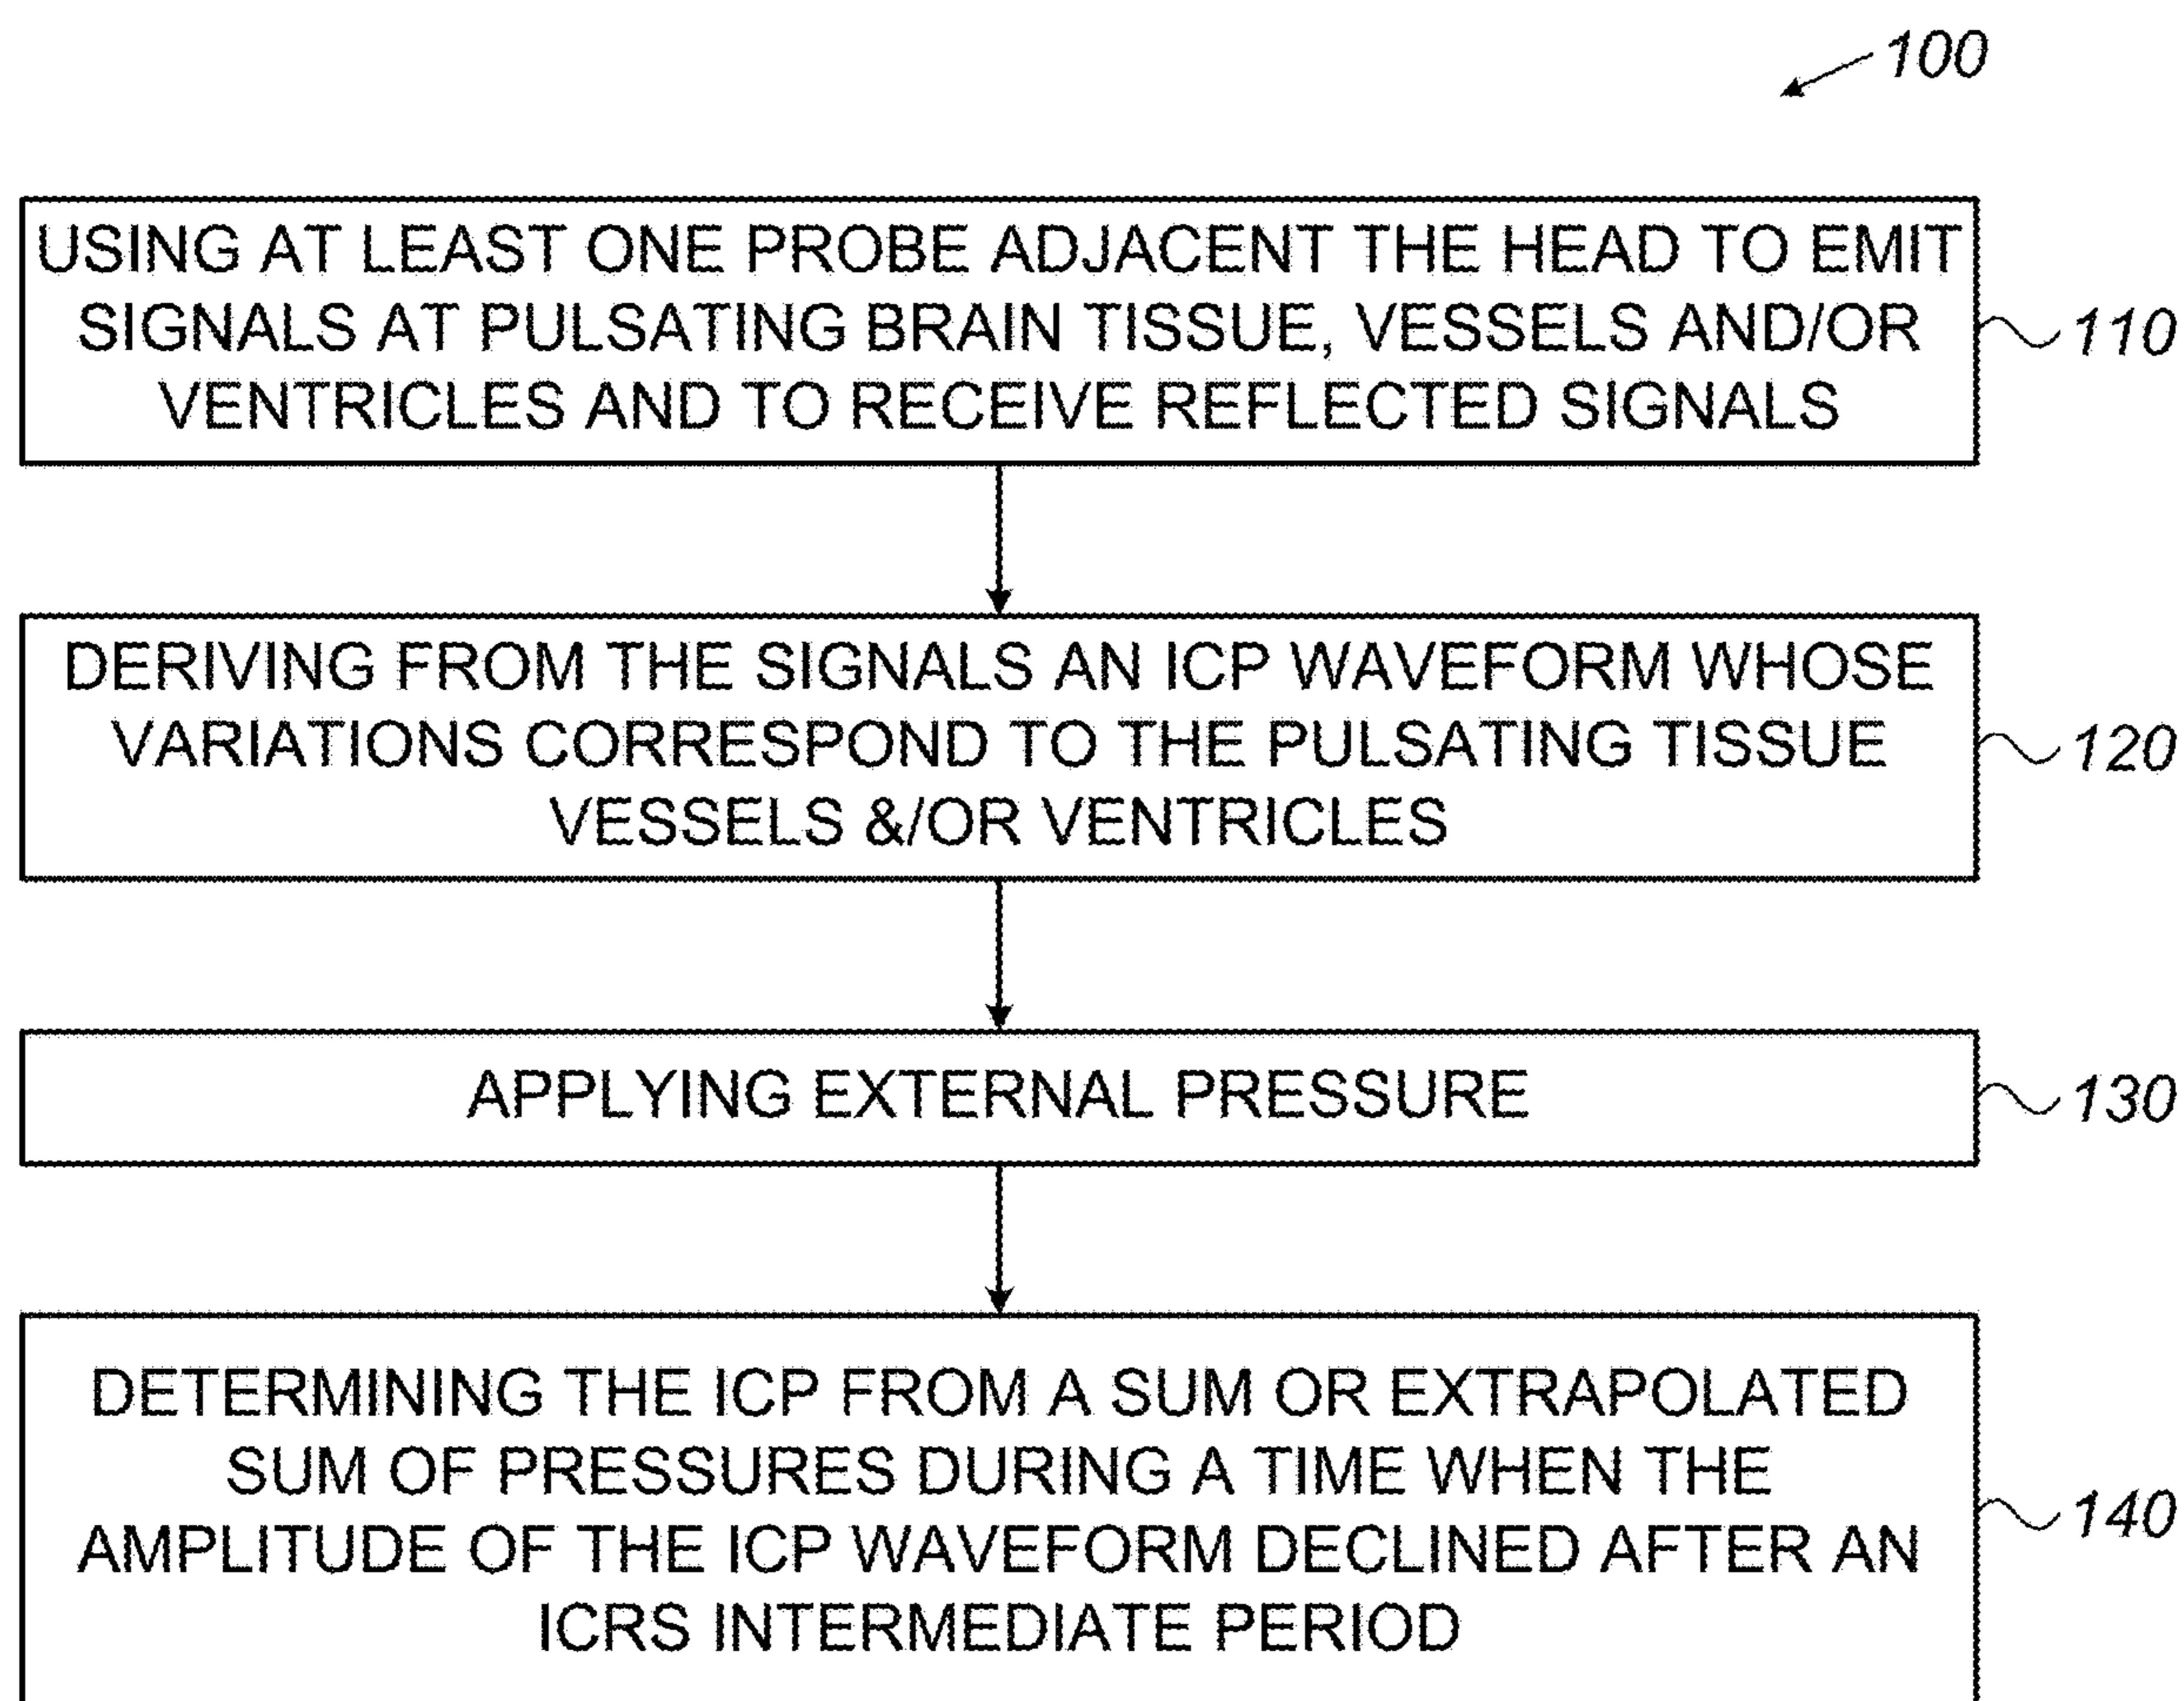 100
USING AT LEAST ONE PROBE ADJACENT THE HEAD TO EMIT
SIGNALS AT PULSATING BRAIN TISSUE, VESSELS AND/OR
VENTRICLES AND TO RECEIVE REFLECTED SIGNALS
110
DERIVING FROM THE SIGNALS AN ICP WAVEFORM WHOSE
VARIATIONS CORRESPOND TO THE PULSATING TISSUE
VESSELS &/OR VENTRICLES
120
APPLYING EXTERNAL PRESSURE
130
DETERMINING THE ICP FROM A SUM OR EXTRAPOLATED
SUM OF PRESSURES DURING A TIME WHEN THE
AMPLITUDE OF THE ICP WAVEFORM DECLINED AFTER AN
ICRS INTERMEDIATE PERIOD
140